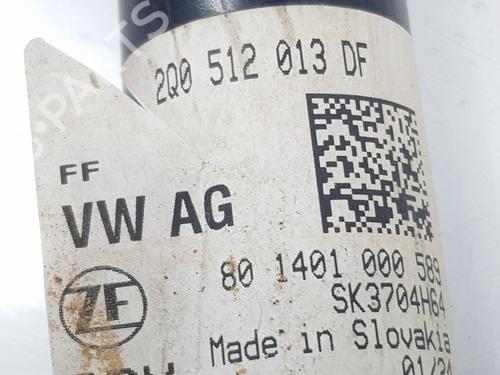 2Q0 512 013 DF
FF
VW AG
ZF
80 1401 000 589
SK3704H64
Made in Slovakia